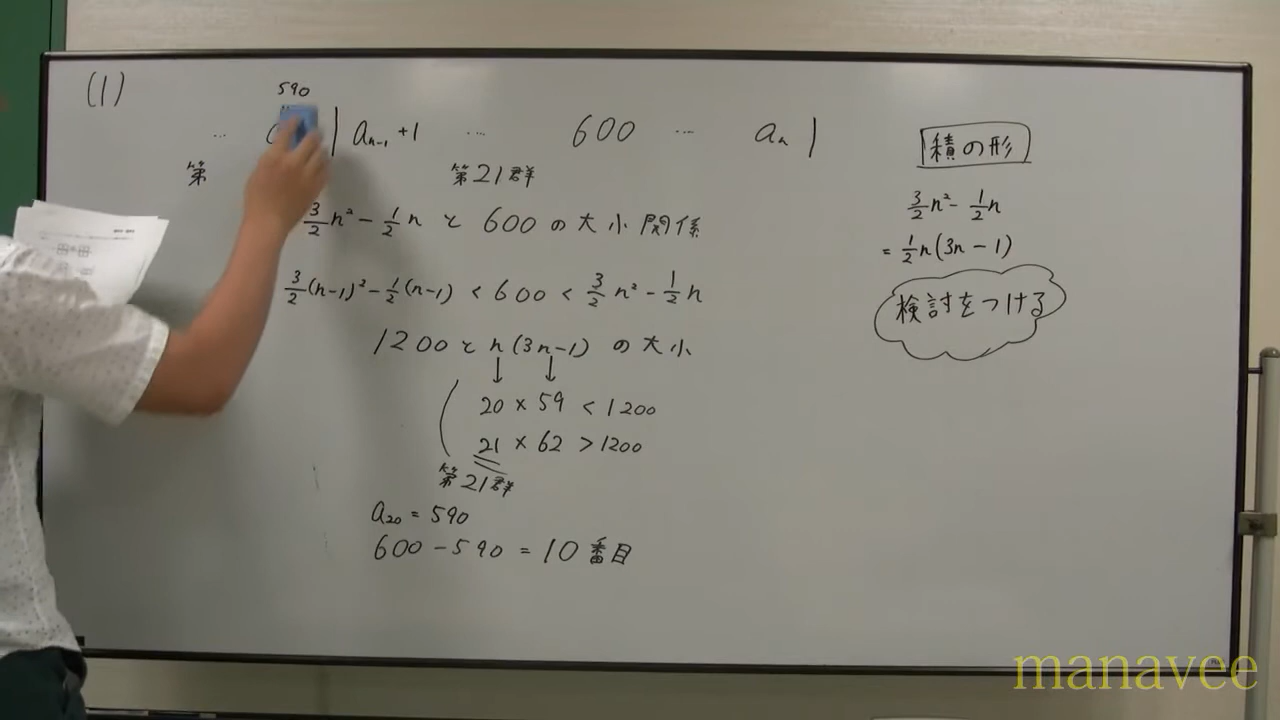 (1)
590
… a | aₙ₋₁ +1 … 600 … aₙ |
第 第21群
3/2 n² - 1/2 n と 600 の大小関係
3/2 (n-1)² - 1/2 (n-1) < 600 < 3/2 n² - 1/2 n
1200 と n(3n-1) の大小
↓ ↓
20 × 59 < 1200
21 × 62 > 1200
第21群
a₂₀ = 590
600 - 590 = 10 番目
積の形
3/2 n² - 1/2 n
= 1/2 n(3n - 1)
検討をつける
manavee